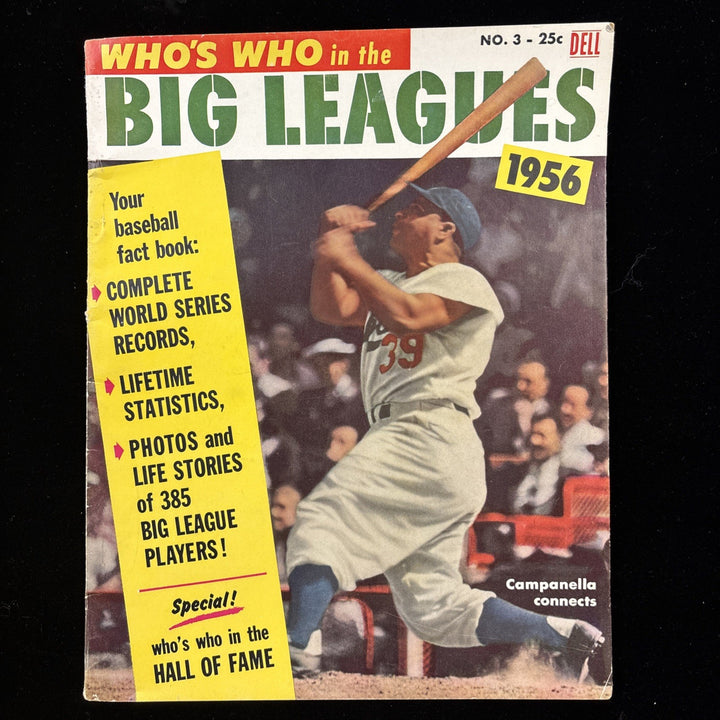 WHO'S WHO in the
NO. 3 - 25c DELL
BIG LEAGUES
1956
Your
baseball
fact book:
COMPLETE
WORLD SERIES
RECORDS,
LIFETIME
STATISTICS,
PHOTOS and
LIFE STORIES
of 385
BIG LEAGUE
PLAYERS!
Special!
who's who in the
HALL OF FAME
39
Campanella
connects